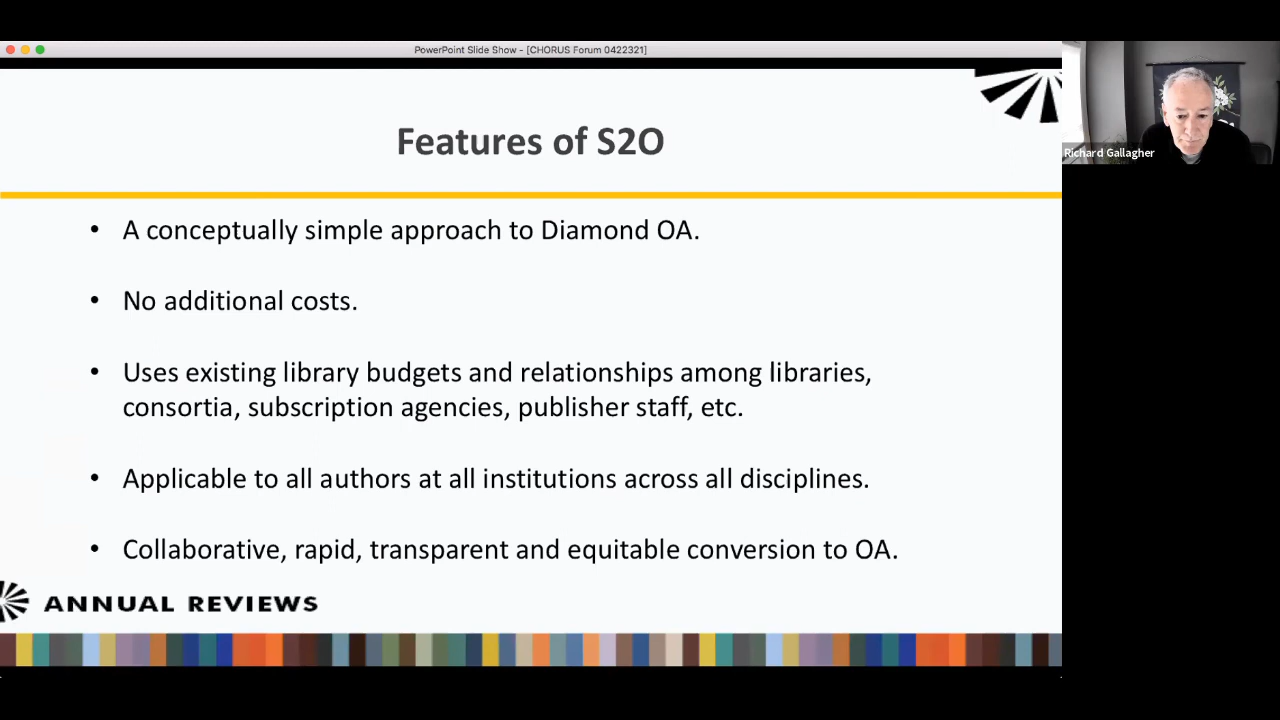 PowerPoint Slide Show - [CHORUS Forum 0422321]
Richard Gallagher
Features of S2O
• A conceptually simple approach to Diamond OA.
• No additional costs.
• Uses existing library budgets and relationships among libraries,
consortia, subscription agencies, publisher staff, etc.
• Applicable to all authors at all institutions across all disciplines.
• Collaborative, rapid, transparent and equitable conversion to OA.
ANNUAL REVIEWS